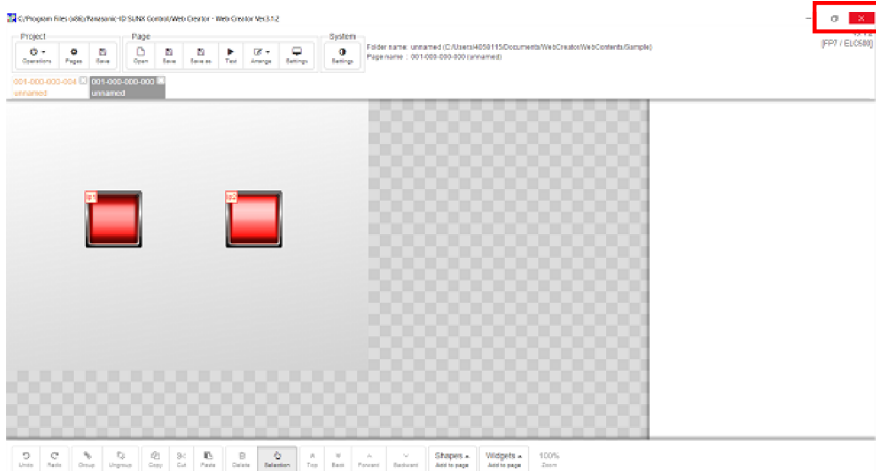 C:/Program Files (x86)/Panasonic-ID SUNX Control/Web Creator - Web Creator Ver.3.1.2
Project Page System
Operations Pages Save Open Save Save as Test Arrange Settings Settings
Folder name: unnamed (C:/Users/4050115/Documents/WebCreator/WebContents/Sample)
Page name : 001-000-000-000 (unnamed)
[FP7 / ELC500]
001-000-000-004 001-000-000-000
unnamed unnamed
lp1 lp2
Undo Redo Group Ungroup Copy Cut Paste Delete Selection Top Back Forward Backward
Shapes Widgets 100%
Add to page Add to page Zoom